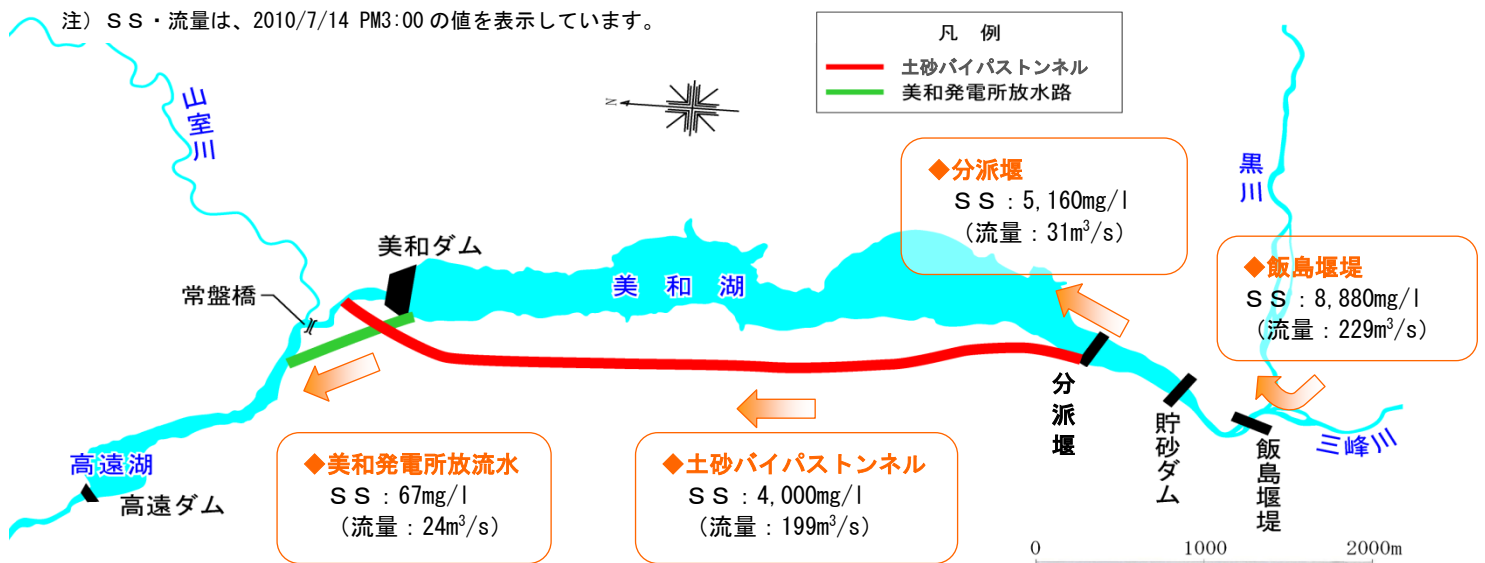 注）ＳＳ・流量は、2010/7/14 PM3:00 の値を表示しています。
凡　例
土砂バイパストンネル
美和発電所放水路
N
山室川
黒川
◆分派堰
ＳＳ：5,160mg/l
（流量：31m³/s）
◆飯島堰堤
ＳＳ：8,880mg/l
（流量：229m³/s）
美和ダム
美　和　湖
常盤橋
分派堰
貯砂ダム
飯島堰堤
三峰川
高遠湖
高遠ダム
◆美和発電所放流水
ＳＳ：67mg/l
（流量：24m³/s）
◆土砂バイパストンネル
ＳＳ：4,000mg/l
（流量：199m³/s）
0　1000　2000m